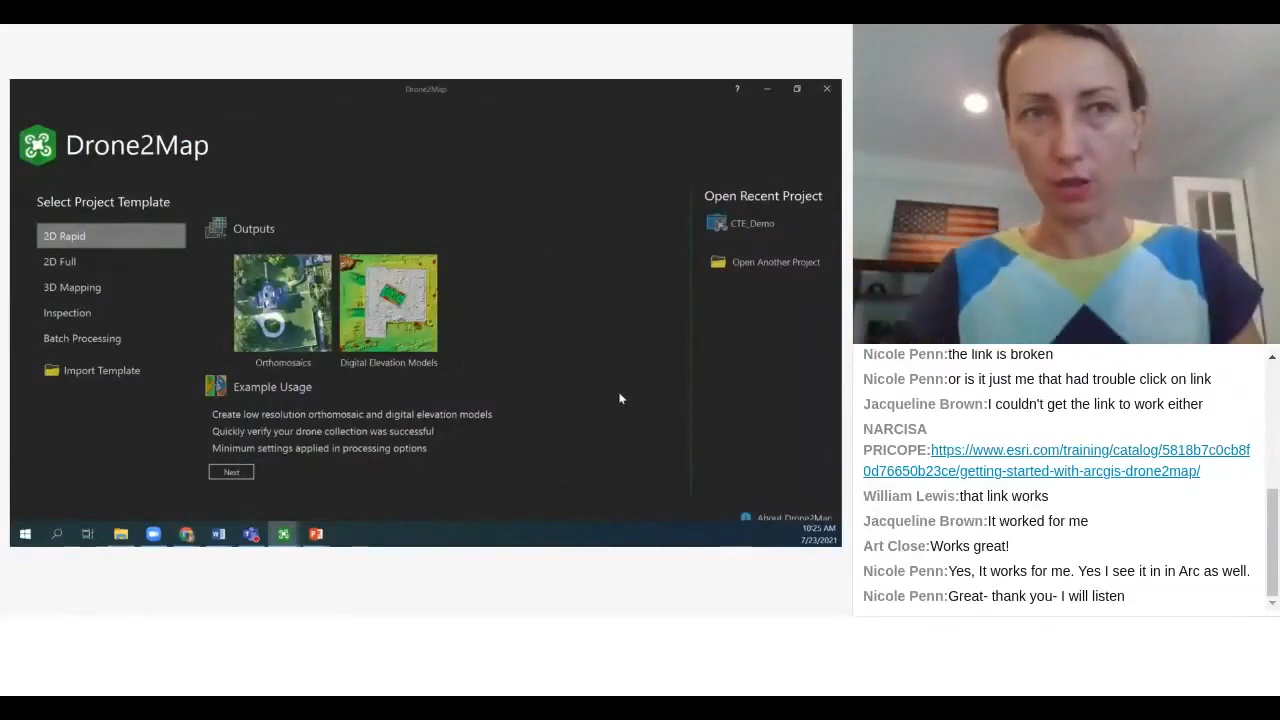 Drone2Map
?
Drone2Map
Select Project Template
2D Rapid
2D Full
3D Mapping
Inspection
Batch Processing
Import Template
Outputs
Orthomosaics
Digital Elevation Models
Example Usage
Create low resolution orthomosaic and digital elevation models
Quickly verify your drone collection was successful
Minimum settings applied in processing options
Next
Open Recent Project
CTE_Demo
Open Another Project
About Drone2Map
10:25 AM
7/23/2021
Nicole Penn:the link is broken
Nicole Penn:or is it just me that had trouble click on link
Jacqueline Brown:I couldn't get the link to work either
NARCISA
PRICOPE:https://www.esri.com/training/catalog/5818b7c0cb8f
0d76650b23ce/getting-started-with-arcgis-drone2map/
William Lewis:that link works
Jacqueline Brown:It worked for me
Art Close:Works great!
Nicole Penn:Yes, It works for me. Yes I see it in in Arc as well.
Nicole Penn:Great- thank you- I will listen